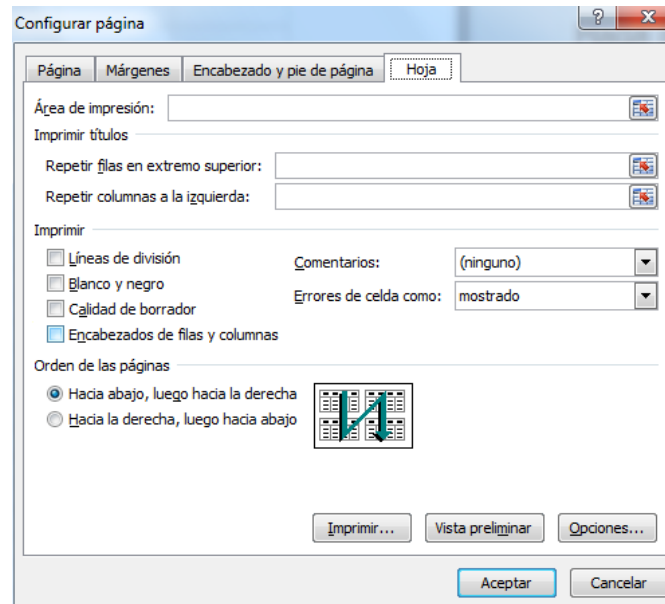 Configurar página
Página Márgenes Encabezado y pie de página Hoja
Área de impresión:
Imprimir títulos
Repetir filas en extremo superior:
Repetir columnas a la izquierda:
Imprimir
Líneas de división
Comentarios: (ninguno)
Blanco y negro
Errores de celda como: mostrado
Calidad de borrador
Encabezados de filas y columnas
Orden de las páginas
Hacia abajo, luego hacia la derecha
Hacia la derecha, luego hacia abajo
Imprimir... Vista preliminar Opciones...
Aceptar Cancelar